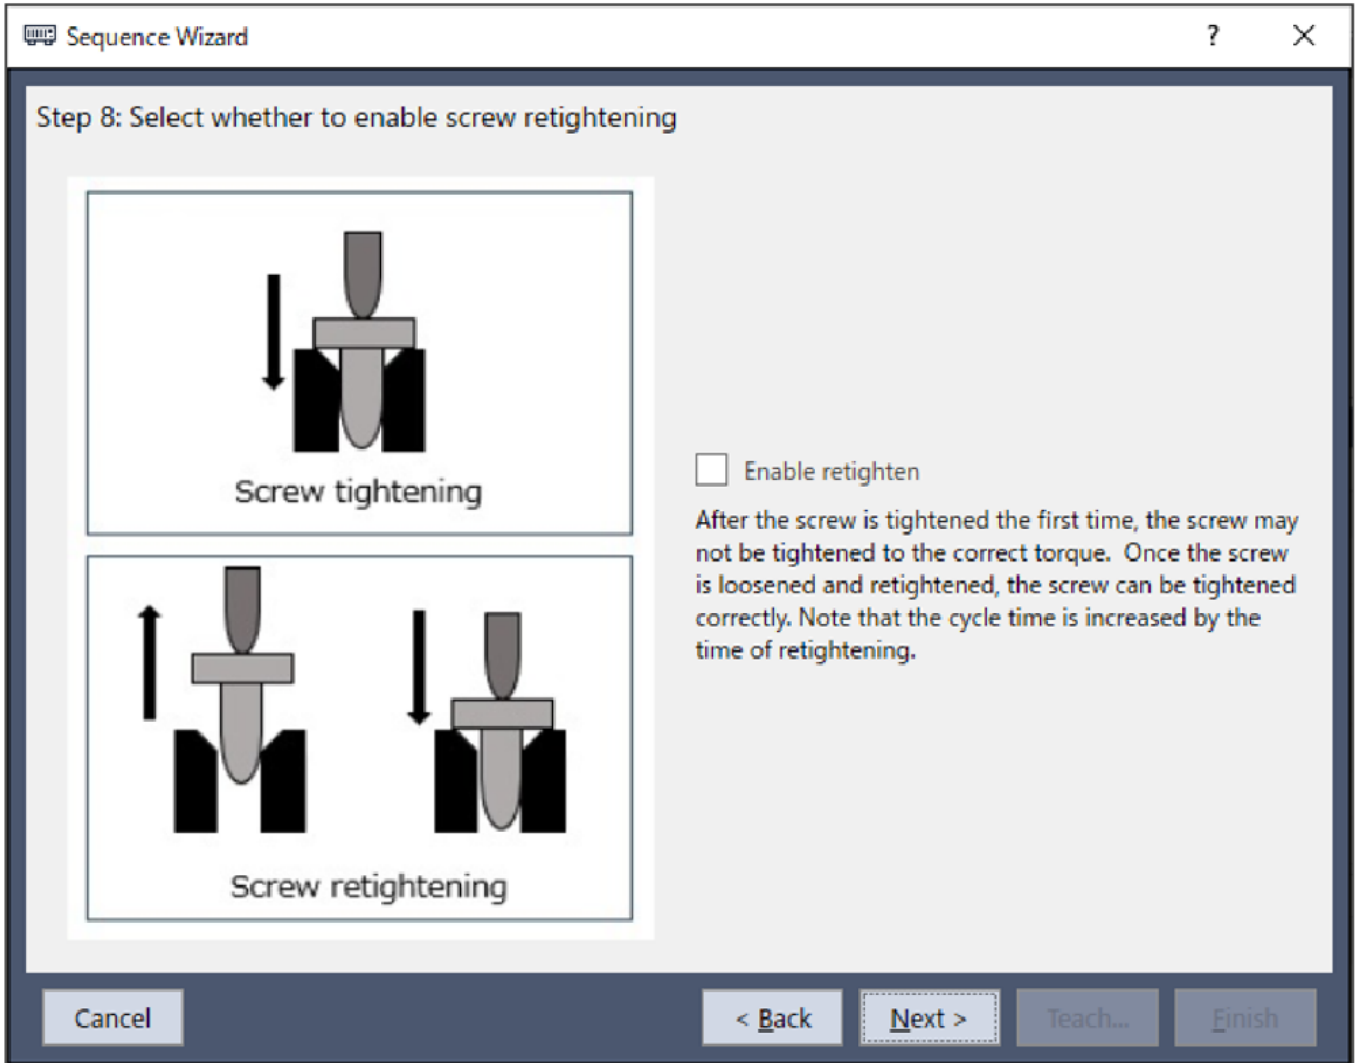 Sequence Wizard
?
Step 8: Select whether to enable screw retightening
Screw tightening
Screw retightening
Enable retighten
After the screw is tightened the first time, the screw may
not be tightened to the correct torque.  Once the screw
is loosened and retightened, the screw can be tightened
correctly. Note that the cycle time is increased by the
time of retightening.
Cancel
< Back
Next >
Teach...
Finish